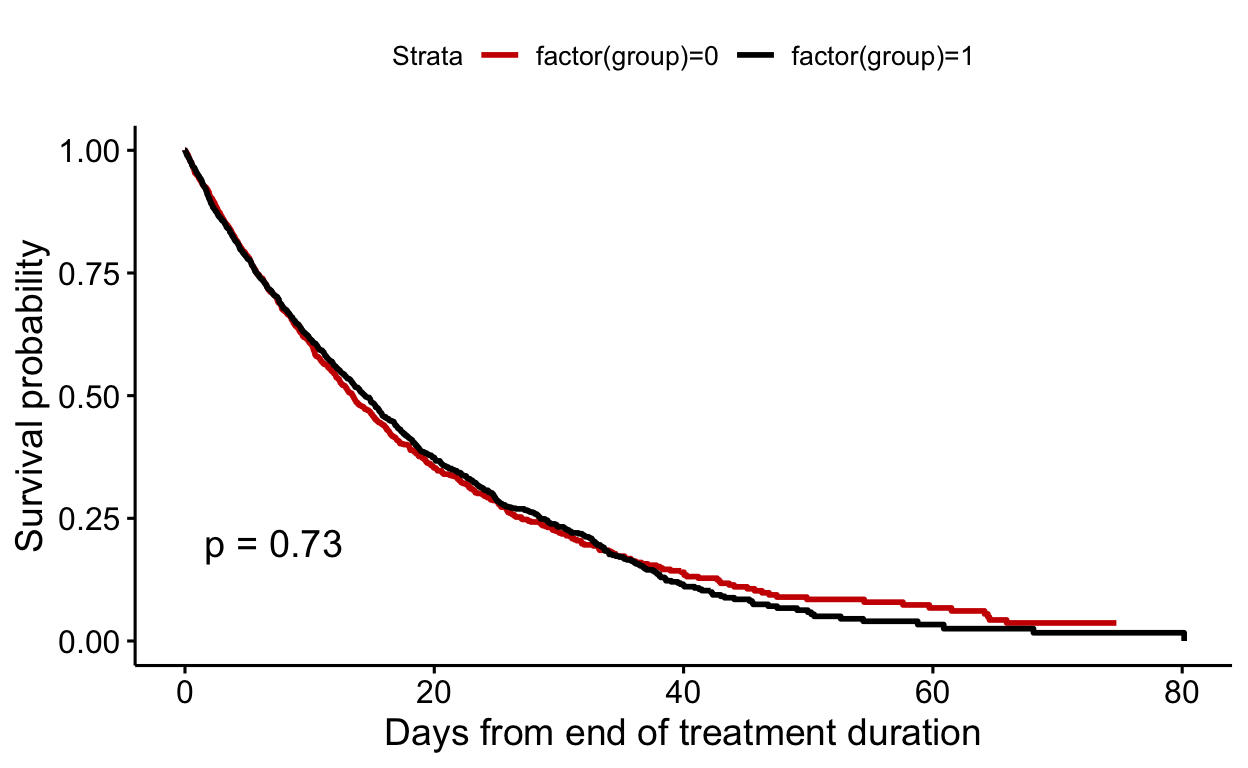 Strata factor(group)=0 factor(group)=1
1.00
0.75
0.50
0.25
0.00
Survival probability
p = 0.73
0 20 40 60 80
Days from end of treatment duration